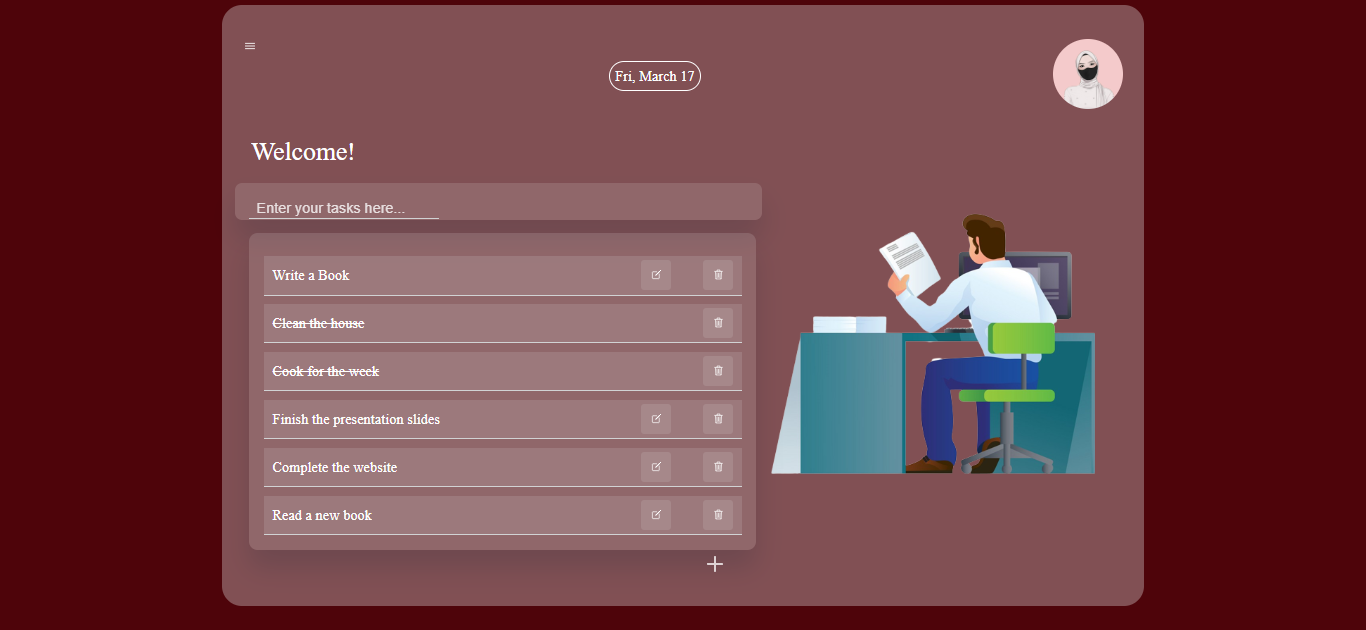 Fri, March 17
Welcome!
Enter your tasks here...
Write a Book
Clean the house
Cook for the week
Finish the presentation slides
Complete the website
Read a new book